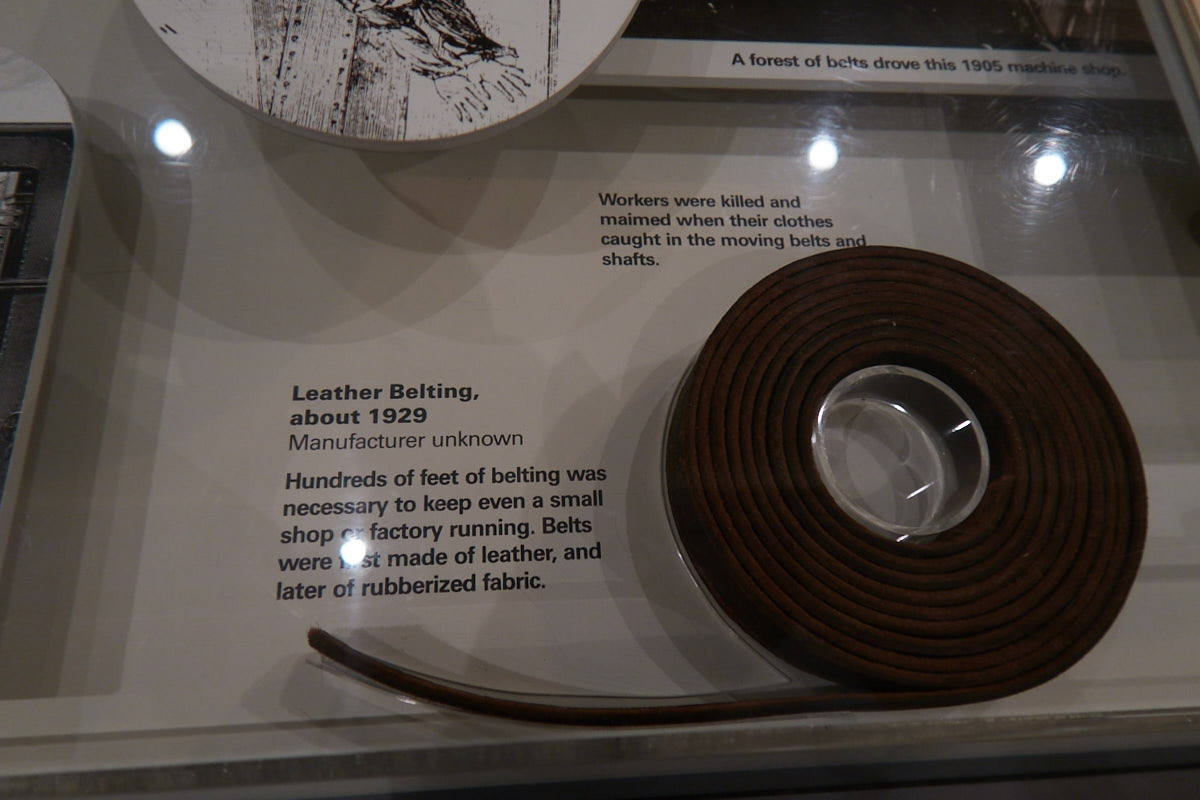 A forest of belts drove this 1905 machine shop.
Workers were killed and
maimed when their clothes
caught in the moving belts and
shafts.
Leather Belting,
about 1929
Manufacturer unknown
Hundreds of feet of belting was
necessary to keep even a small
shop or factory running. Belts
were first made of leather, and
later of rubberized fabric.